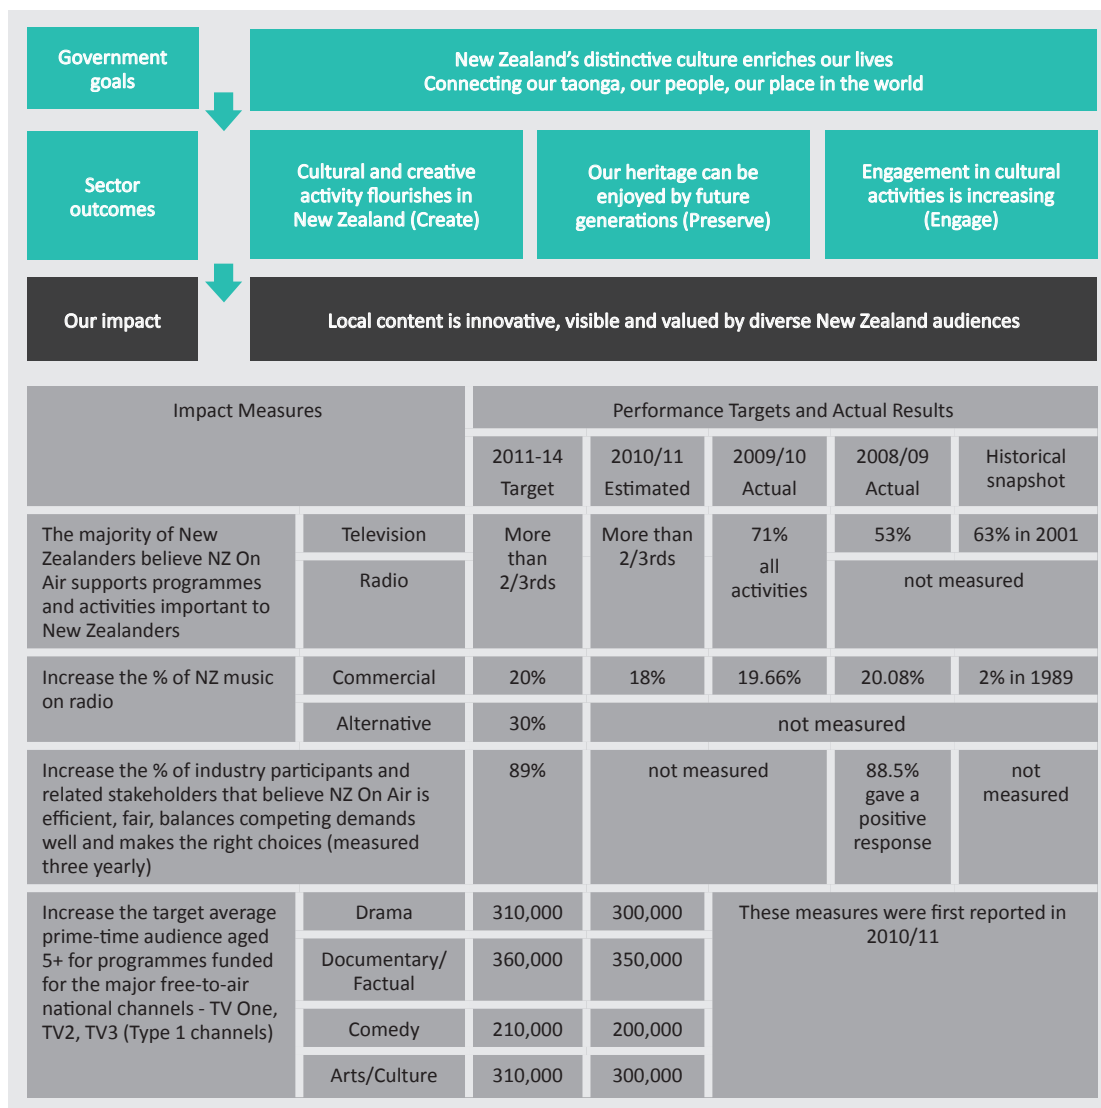 Government
goals
New Zealand’s distinctive culture enriches our lives
Connecting our taonga, our people, our place in the world
Sector
outcomes
Cultural and creative
activity flourishes in
New Zealand (Create)
Our heritage can be
enjoyed by future
generations (Preserve)
Engagement in cultural
activities is increasing
(Engage)
Our impact
Local content is innovative, visible and valued by diverse New Zealand audiences
Impact Measures
Performance Targets and Actual Results
2011-14
Target
2010/11
Estimated
2009/10
Actual
2008/09
Actual
Historical
snapshot
The majority of New
Zealanders believe NZ On
Air supports programmes
and activities important to
New Zealanders
Television
Radio
More
than
2/3rds
More than
2/3rds
71%
all
activities
53%
63% in 2001
not measured
Increase the % of NZ music
on radio
Commercial
20%
18%
19.66%
20.08%
2% in 1989
Alternative
30%
not measured
Increase the % of industry participants and
related stakeholders that believe NZ On Air is
efficient, fair, balances competing demands
well and makes the right choices (measured
three yearly)
89%
not measured
88.5%
gave a
positive
response
not
measured
Increase the target average
prime-time audience aged
5+ for programmes funded
for the major free-to-air
national channels - TV One,
TV2, TV3 (Type 1 channels)
Drama
310,000
300,000
These measures were first reported in
2010/11
Documentary/
Factual
360,000
350,000
Comedy
210,000
200,000
Arts/Culture
310,000
300,000